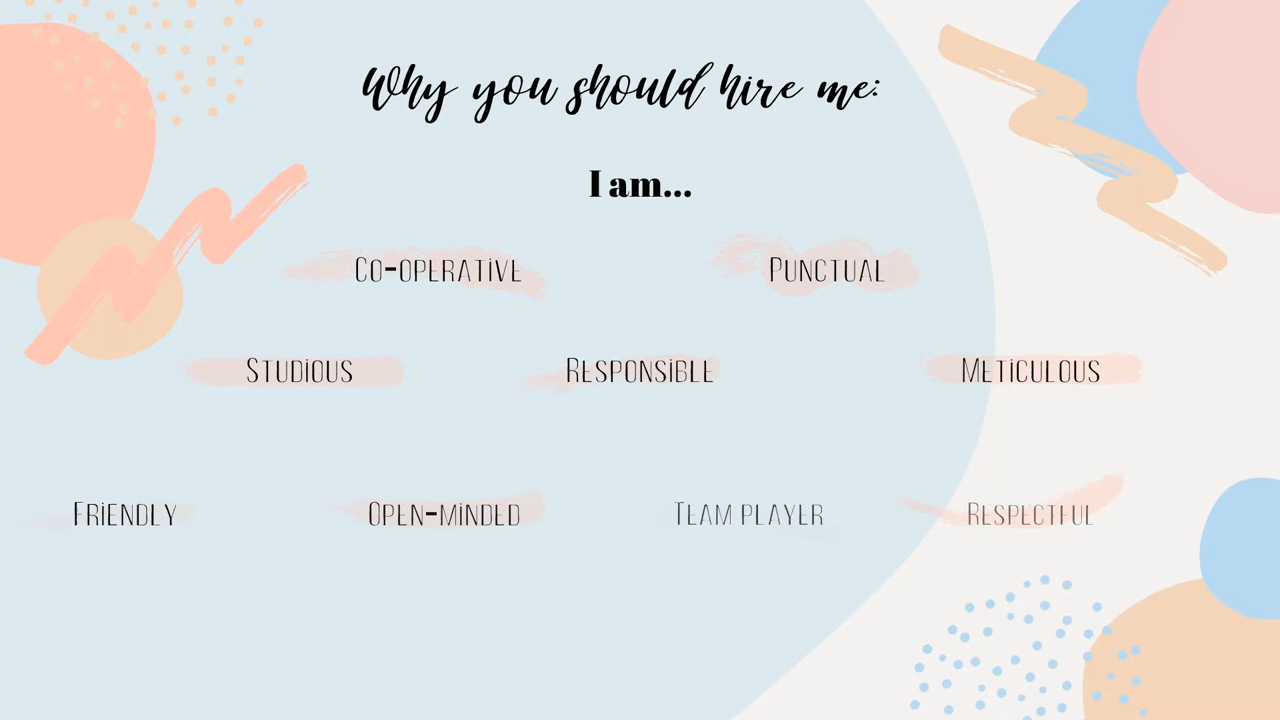 Why you should hire me:
I am...
Co-operative Punctual
Studious Responsible Meticulous
Friendly Open-minded Team player Respectful